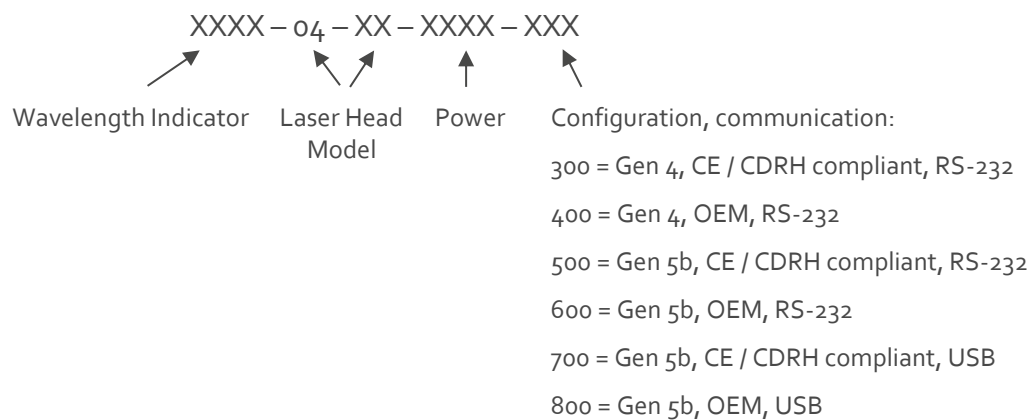 XXXX – 04 – XX – XXXX – XXX
Wavelength Indicator
Laser Head
Model
Power
Configuration, communication:
300 = Gen 4, CE / CDRH compliant, RS-232
400 = Gen 4, OEM, RS-232
500 = Gen 5b, CE / CDRH compliant, RS-232
600 = Gen 5b, OEM, RS-232
700 = Gen 5b, CE / CDRH compliant, USB
800 = Gen 5b, OEM, USB